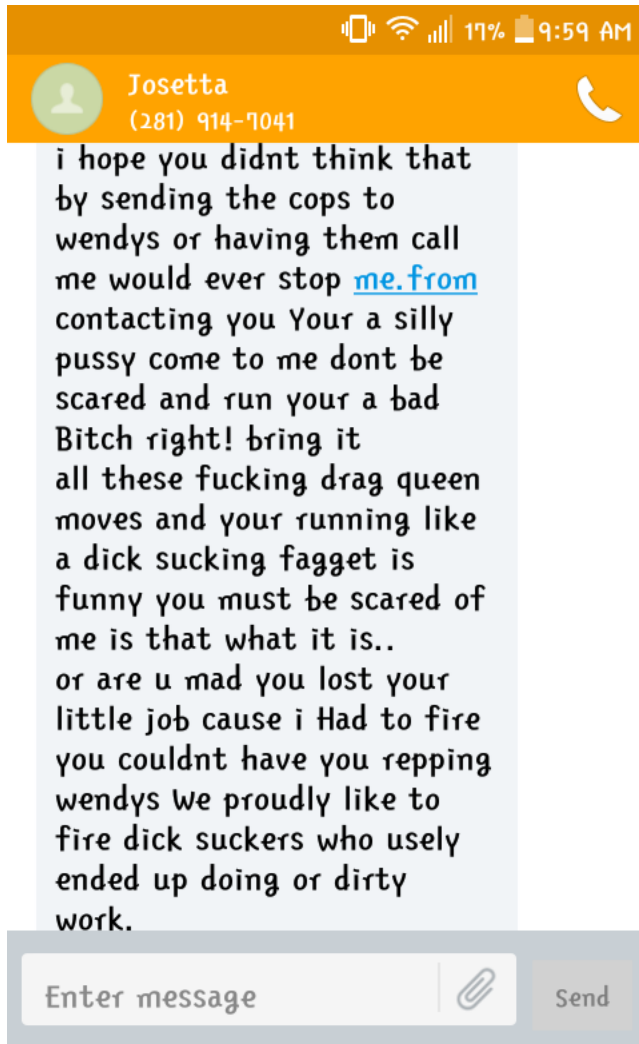 17% 9:59 AM
Josetta
(281) 914-7041
i hope you didnt think that
by sending the cops to
wendys or having them call
me would ever stop me.from
contacting you Your a silly
pussy come to me dont be
scared and run your a bad
Bitch right! bring it
all these fucking drag queen
moves and your running like
a dick sucking fagget is
funny you must be scared of
me is that what it is..
or are u mad you lost your
little job cause i Had to fire
you couldnt have you repping
wendys We proudly like to
fire dick suckers who usely
ended up doing or dirty
work.
Enter message
Send